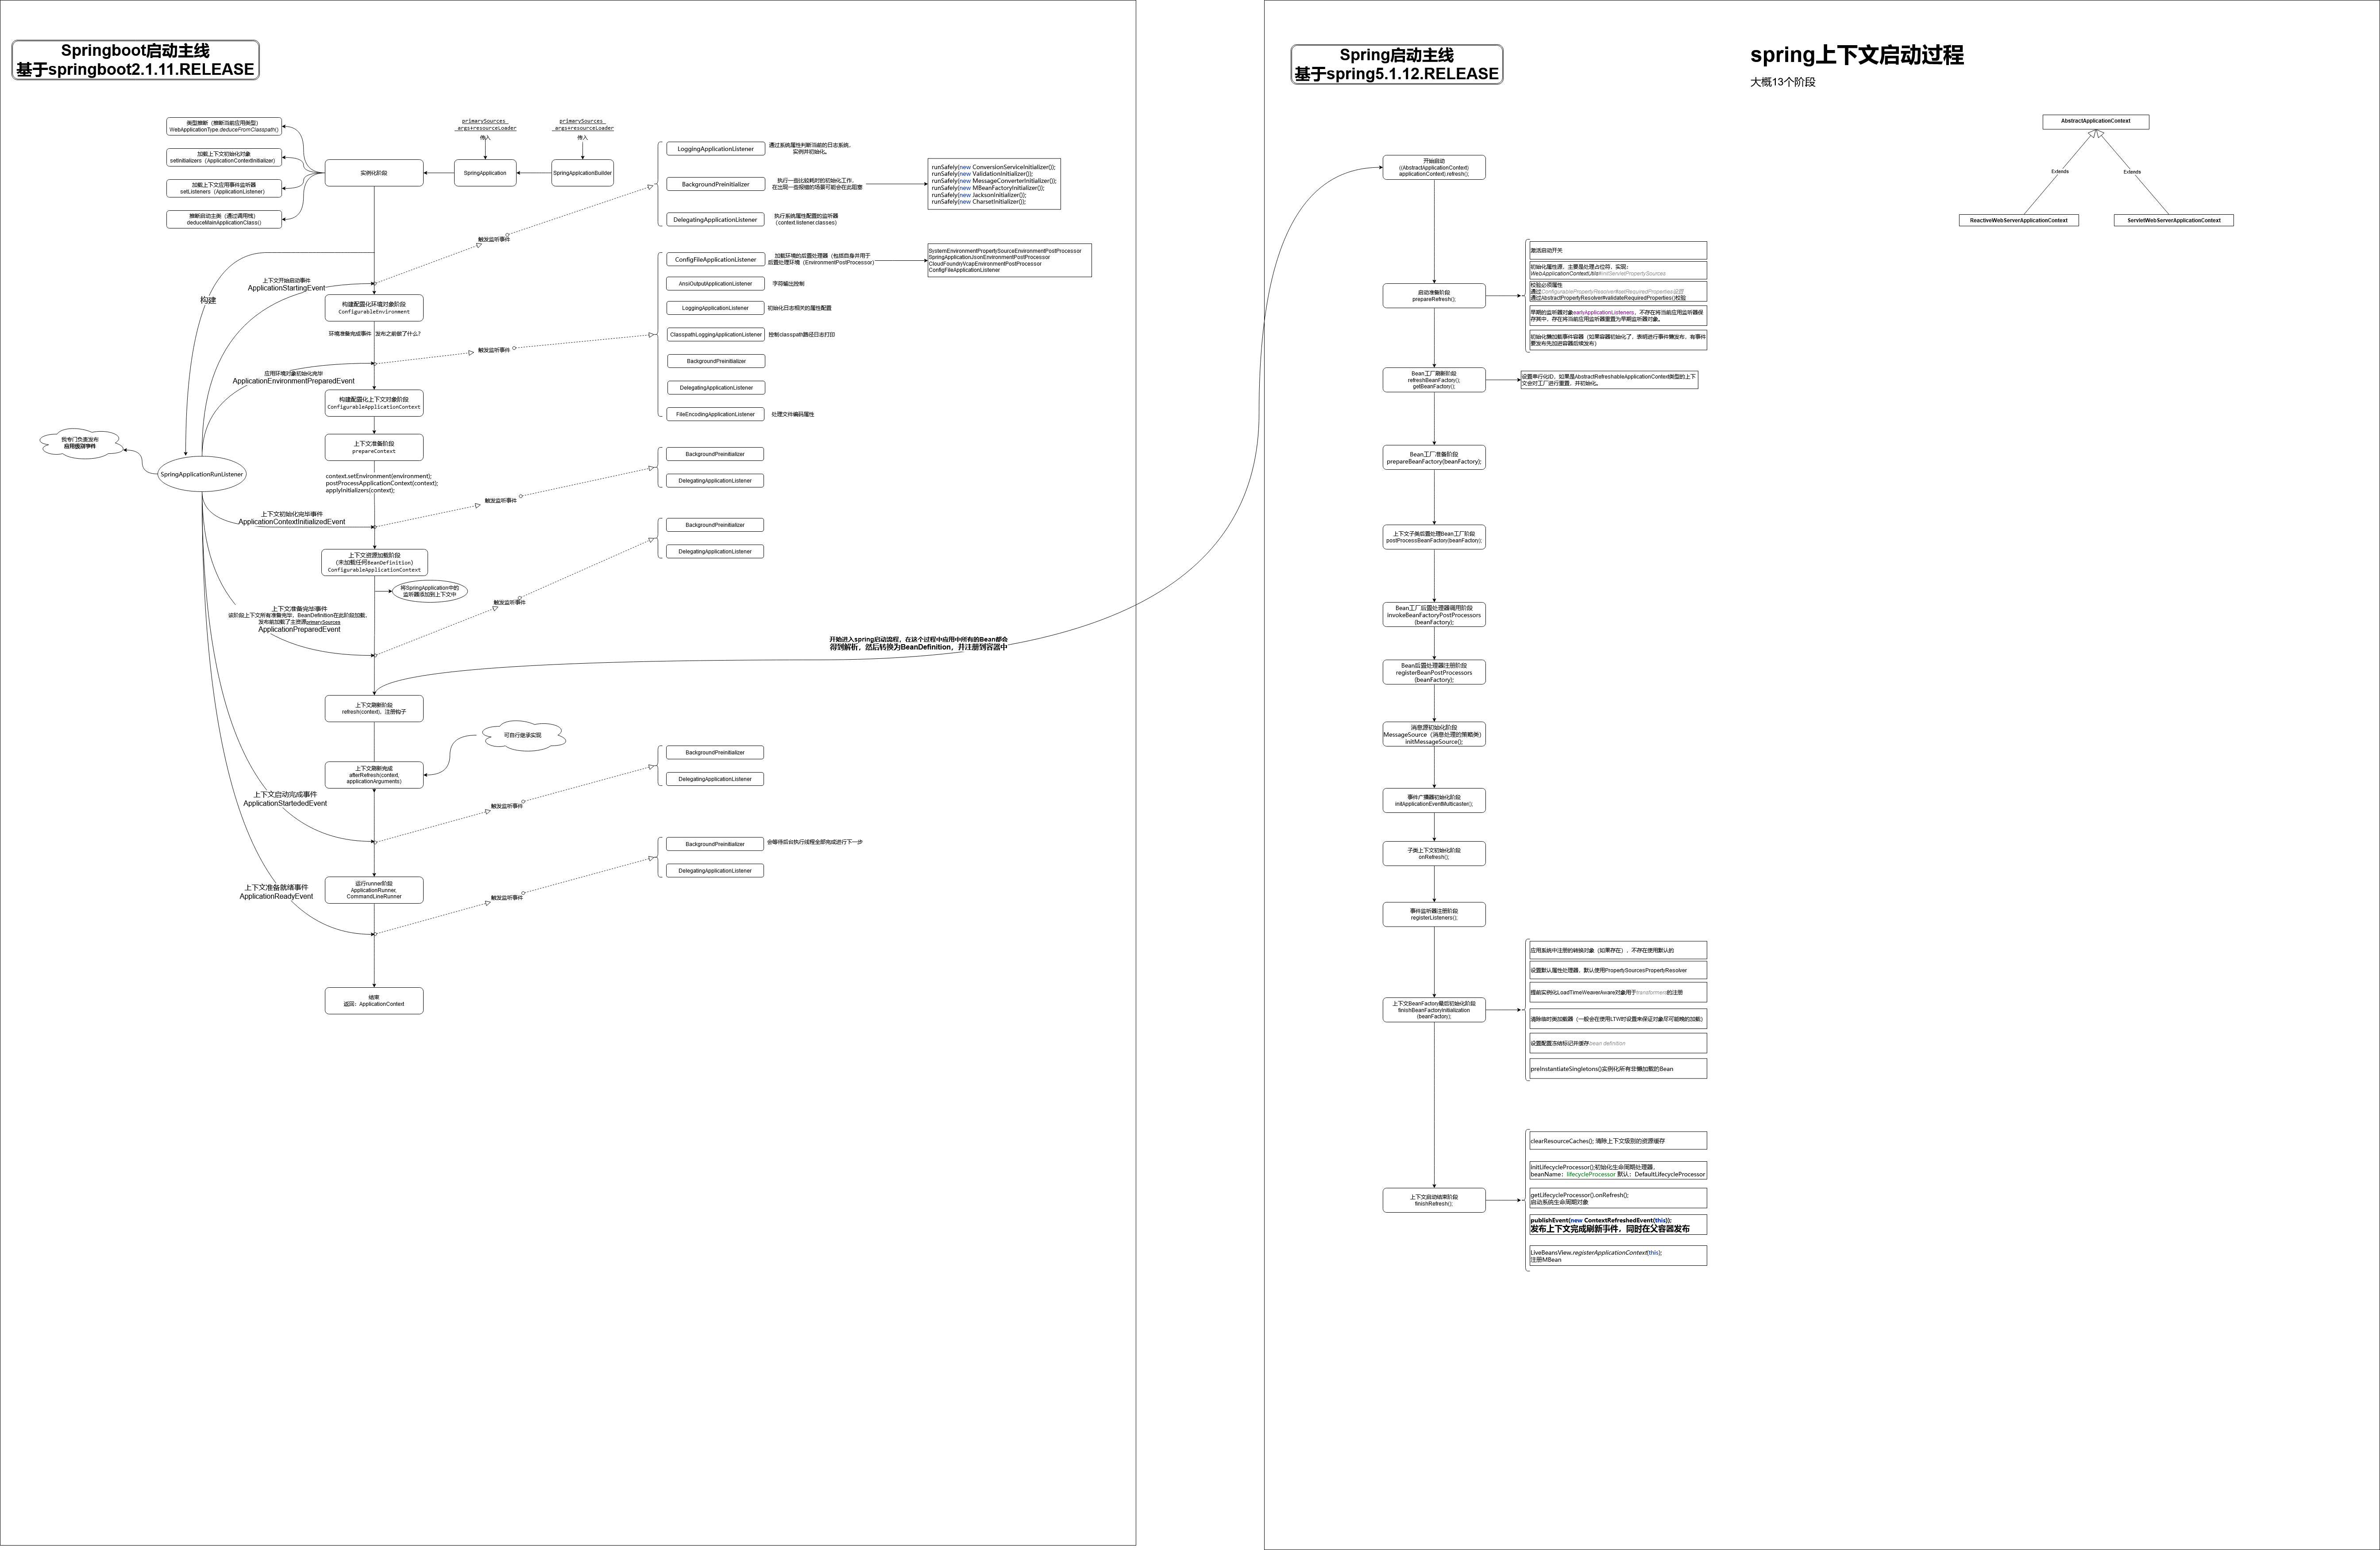 Springboot启动主线
基于springboot2.1.11.RELEASE
类型推断（推断当前应用类型）
WebApplicationType.deduceFromClasspath()
加载上下文初始化对象
setInitializers（ApplicationContextInitializer）
加载上下文应用事件监听器
setListeners（ApplicationListener）
推断启动主类（通过调用栈）
deduceMainApplicationClass()
实例化阶段
primarySources
args+resourceLoader
传入
SpringApplication
primarySources
args+resourceLoader
传入
SpringApplicatonBuilder
构建
上下文开始启动事件
ApplicationStartingEvent
触发监听事件
LoggingApplicationListener
通过系统属性判断当前的日志系统，
实例并初始化。
BackgroundPreinitializer
执行一些比较耗时的初始化工作，
在出现一些报错的场景可能会在此阻塞
runSafely(new ConversionServiceInitializer());
runSafely(new ValidationInitializer());
runSafely(new MessageConverterInitializer());
runSafely(new MBeanFactoryInitializer());
runSafely(new JacksonInitializer());
runSafely(new CharsetInitializer());
DelegatingApplicationListener
执行系统属性配置的监听器
（context.listener.classes）
构建配置化环境对象阶段
ConfigurableEnvironment
环境准备完成事件：发布之前做了什么？
应用环境对象初始化完毕
ApplicationEnvironmentPreparedEvent
触发监听事件
ConfigFileApplicationListener
加载环境的后置处理器（包括自身并用于
后置处理环境（EnvironmentPostProcessor）
SystemEnvironmentPropertySourceEnvironmentPostProcessor
SpringApplicationJsonEnvironmentPostProcessor
CloudFoundryVcapEnvironmentPostProcessor
ConfigFileApplicationListener
AnsiOutputApplicationListener
字符输出控制
LoggingApplicationListener
初始化日志相关的属性配置
ClasspathLoggingApplicationListener
控制classpath路径日志打印
BackgroundPreinitializer
DelegatingApplicationListener
FileEncodingApplicationListener
处理文件编码属性
构建配置化上下文对象阶段
ConfigurableApplicationContext
上下文准备阶段
prepareContext
context.setEnvironment(environment);
postProcessApplicationContext(context);
applyInitializers(context);
我专门负责发布
应用级别事件
SpringApplicationRunListener
上下文初始化完毕事件
ApplicationContextInitializedEvent
触发监听事件
BackgroundPreinitializer
DelegatingApplicationListener
上下文资源加载阶段
(未加载任何BeanDefinition)
ConfigurableApplicationContext
将SpringApplication中的
监听器添加到上下文中
上下文准备完毕事件
该阶段上下文所有准备完毕，BeanDefinition在此阶段加载，
发布前加载了主资源primarySources
ApplicationPreparedEvent
触发监听事件
BackgroundPreinitializer
DelegatingApplicationListener
开始进入spring启动流程，在这个过程中应用中所有的Bean都会
得到解析，然后转换为BeanDefinition，并注册到容器中
上下文刷新阶段
refresh(context)，注册钩子
可自行继承实现
上下文刷新完成
afterRefresh(context,
applicationArguments）
上下文启动完成事件
ApplicationStartededEvent
触发监听事件
BackgroundPreinitializer
DelegatingApplicationListener
运行runner阶段
ApplicationRunner,
CommandLineRunner
上下文准备就绪事件
ApplicationReadyEvent
触发监听事件
BackgroundPreinitializer
会等待后台执行线程全部完成进行下一步
DelegatingApplicationListener
结束
返回：ApplicationContext
Spring启动主线
基于spring5.1.12.RELEASE
spring上下文启动过程
大概13个阶段
AbstractApplicationContext
Extends
Extends
ReactiveWebServerApplicationContext
ServletWebServerApplicationContext
开始启动
((AbstractApplicationContext)
applicationContext).refresh();
启动准备阶段
prepareRefresh();
激活启动开关
初始化属性源，主要是处理占位符，实现：
WebApplicationContextUtils#initServletPropertySources
校验必须属性
通过ConfigurablePropertyResolver#setRequiredProperties设置
通过AbstractPropertyResolver#validateRequiredProperties()校验
早期的监听器对象earlyApplicationListeners，不存在将当前应用监听器保
存其中，存在将当前应用监听器重置为早期监听器对象。
初始化懒加载事件容器（如果容器初始化了，表明进行事件懒发布，有事件
要发布先加进容器后续发布）
Bean工厂刷新阶段
refreshBeanFactory();
getBeanFactory();
设置串行化ID，如果是AbstractRefreshableApplicationContext类型的上下
文会对工厂进行重置，并初始化。
Bean工厂准备阶段
prepareBeanFactory(beanFactory);
上下文子类后置处理Bean工厂阶段
postProcessBeanFactory(beanFactory);
Bean工厂后置处理器调用阶段
invokeBeanFactoryPostProcessors
(beanFactory);
Bean后置处理器注册阶段
registerBeanPostProcessors
(beanFactory);
消息源初始化阶段
MessageSource（消息处理的策略类）
initMessageSource();
事件广播器初始化阶段
initApplicationEventMulticaster();
子类上下文初始化阶段
onRefresh();
事件监听器注册阶段
registerListeners();
上下文BeanFactory最后初始化阶段
finishBeanFactoryInitialization
(beanFactory);
应用系统中注册的转换对象（如果存在），不存在使用默认的
设置默认属性处理器，默认使用PropertySourcesPropertyResolver
提前实例化LoadTimeWeaverAware对象用于transformers的注册
清除临时类加载器（一般会在使用LTW时设置来保证对象尽可能晚的加载）
设置配置冻结标记并缓存bean definition
preInstantiateSingletons()实例化所有非懒加载的Bean
上下文启动结束阶段
finishRefresh();
clearResourceCaches(); 清除上下文级别的资源缓存
initLifecycleProcessor();初始化生命周期处理器，
beanName：lifecycleProcessor 默认：DefaultLifecycleProcessor
getLifecycleProcessor().onRefresh();
启动系统生命周期对象
publishEvent(new ContextRefreshedEvent(this));
发布上下文完成刷新事件，同时在父容器发布
LiveBeansView.registerApplicationContext(this);
注册MBean